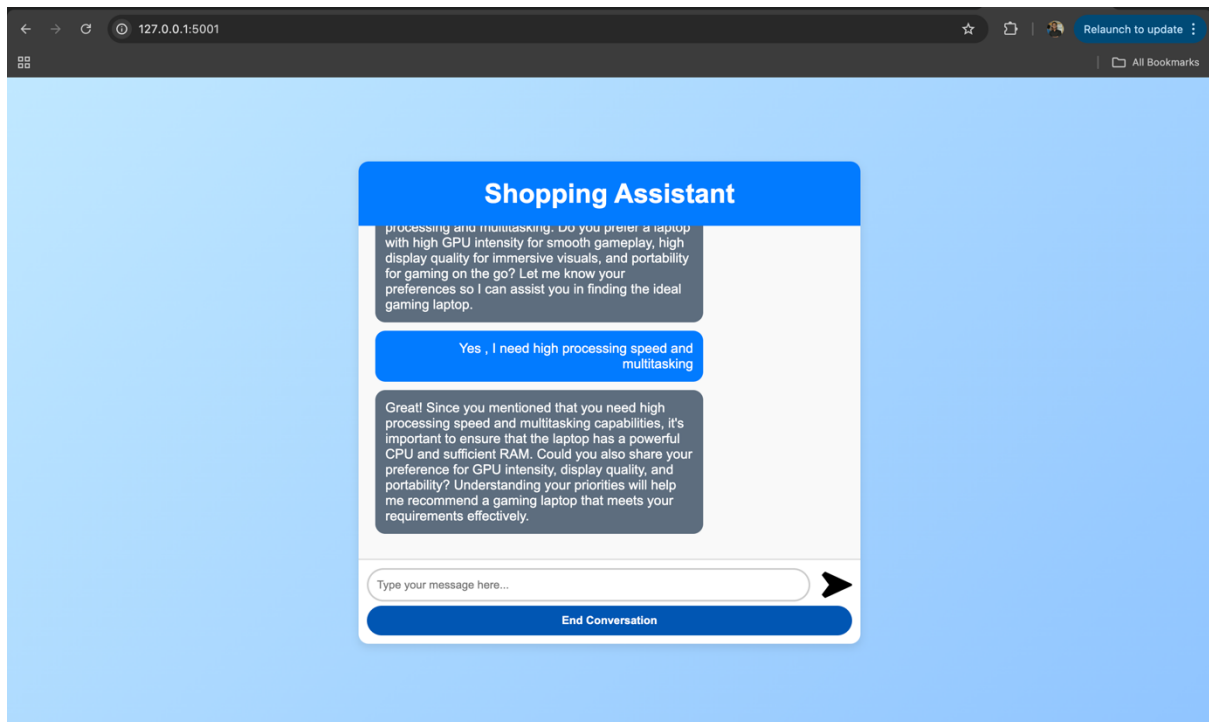 127.0.0.1:5001
Relaunch to update
All Bookmarks
Shopping Assistant
processing and multitasking. Do you prefer a laptop
with high GPU intensity for smooth gameplay, high
display quality for immersive visuals, and portability
for gaming on the go? Let me know your
preferences so I can assist you in finding the ideal
gaming laptop.
Yes , I need high processing speed and
multitasking
Great! Since you mentioned that you need high
processing speed and multitasking capabilities, it's
important to ensure that the laptop has a powerful
CPU and sufficient RAM. Could you also share your
preference for GPU intensity, display quality, and
portability? Understanding your priorities will help
me recommend a gaming laptop that meets your
requirements effectively.
Type your message here...
End Conversation